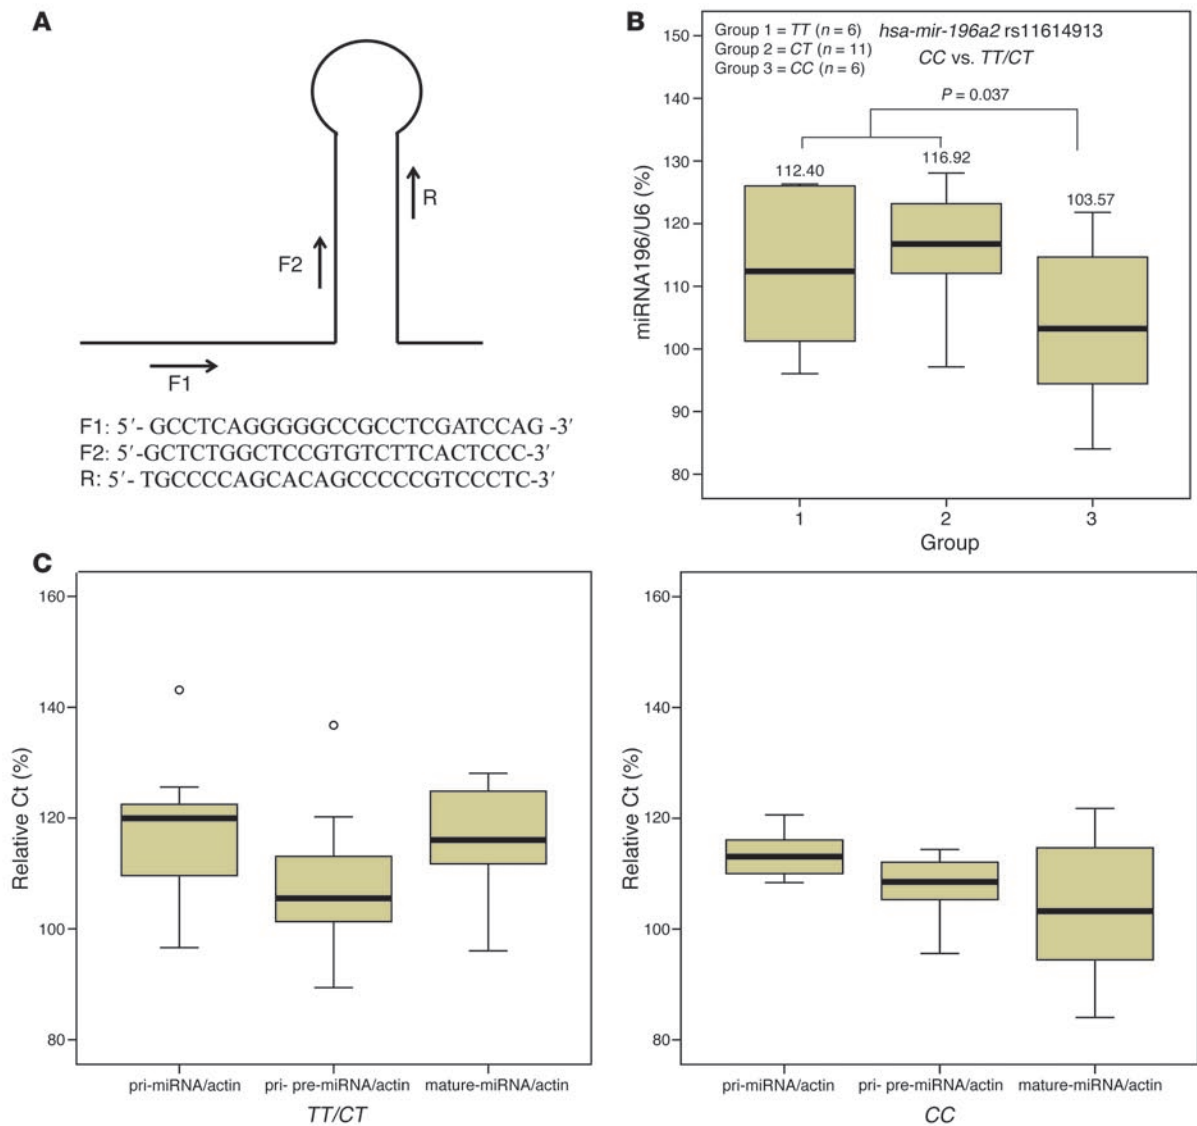 A
R
F2
F1
F1: 5′- GCCTCAGGGGGCCGCCTCGATCCAG -3′
F2: 5′-GCTCTGGCTCCGTGTCTTCACTCCC-3′
R: 5′- TGCCCCAGCACAGCCCCCGTCCCTC-3′
B
Group 1 = TT (n = 6) hsa-mir-196a2 rs11614913
Group 2 = CT (n = 11)
Group 3 = CC (n = 6)
CC vs. TT/CT
P = 0.037
112.40
116.92
103.57
miRNA196/U6 (%)
150
140
130
120
110
100
90
80
1 2 3
Group
C
Relative Ct (%)
160
140
120
100
80
pri-miRNA/actin pri- pre-miRNA/actin mature-miRNA/actin
TT/CT
Relative Ct (%)
160
140
120
100
80
pri-miRNA/actin pri- pre-miRNA/actin mature-miRNA/actin
CC